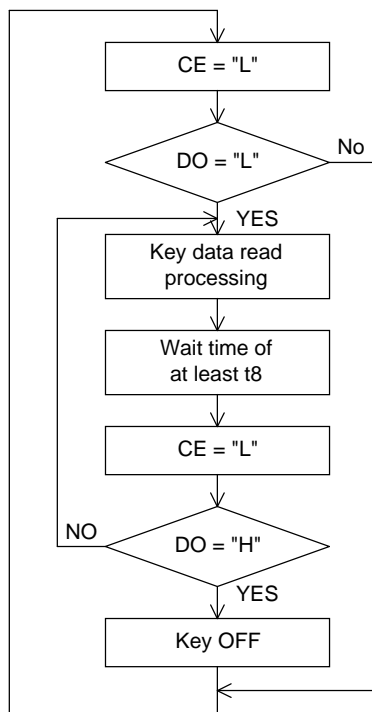 CE = "L"
DO = "L"
No
YES
Key data read
processing
Wait time of
at least t8
CE = "L"
DO = "H"
NO
YES
Key OFF